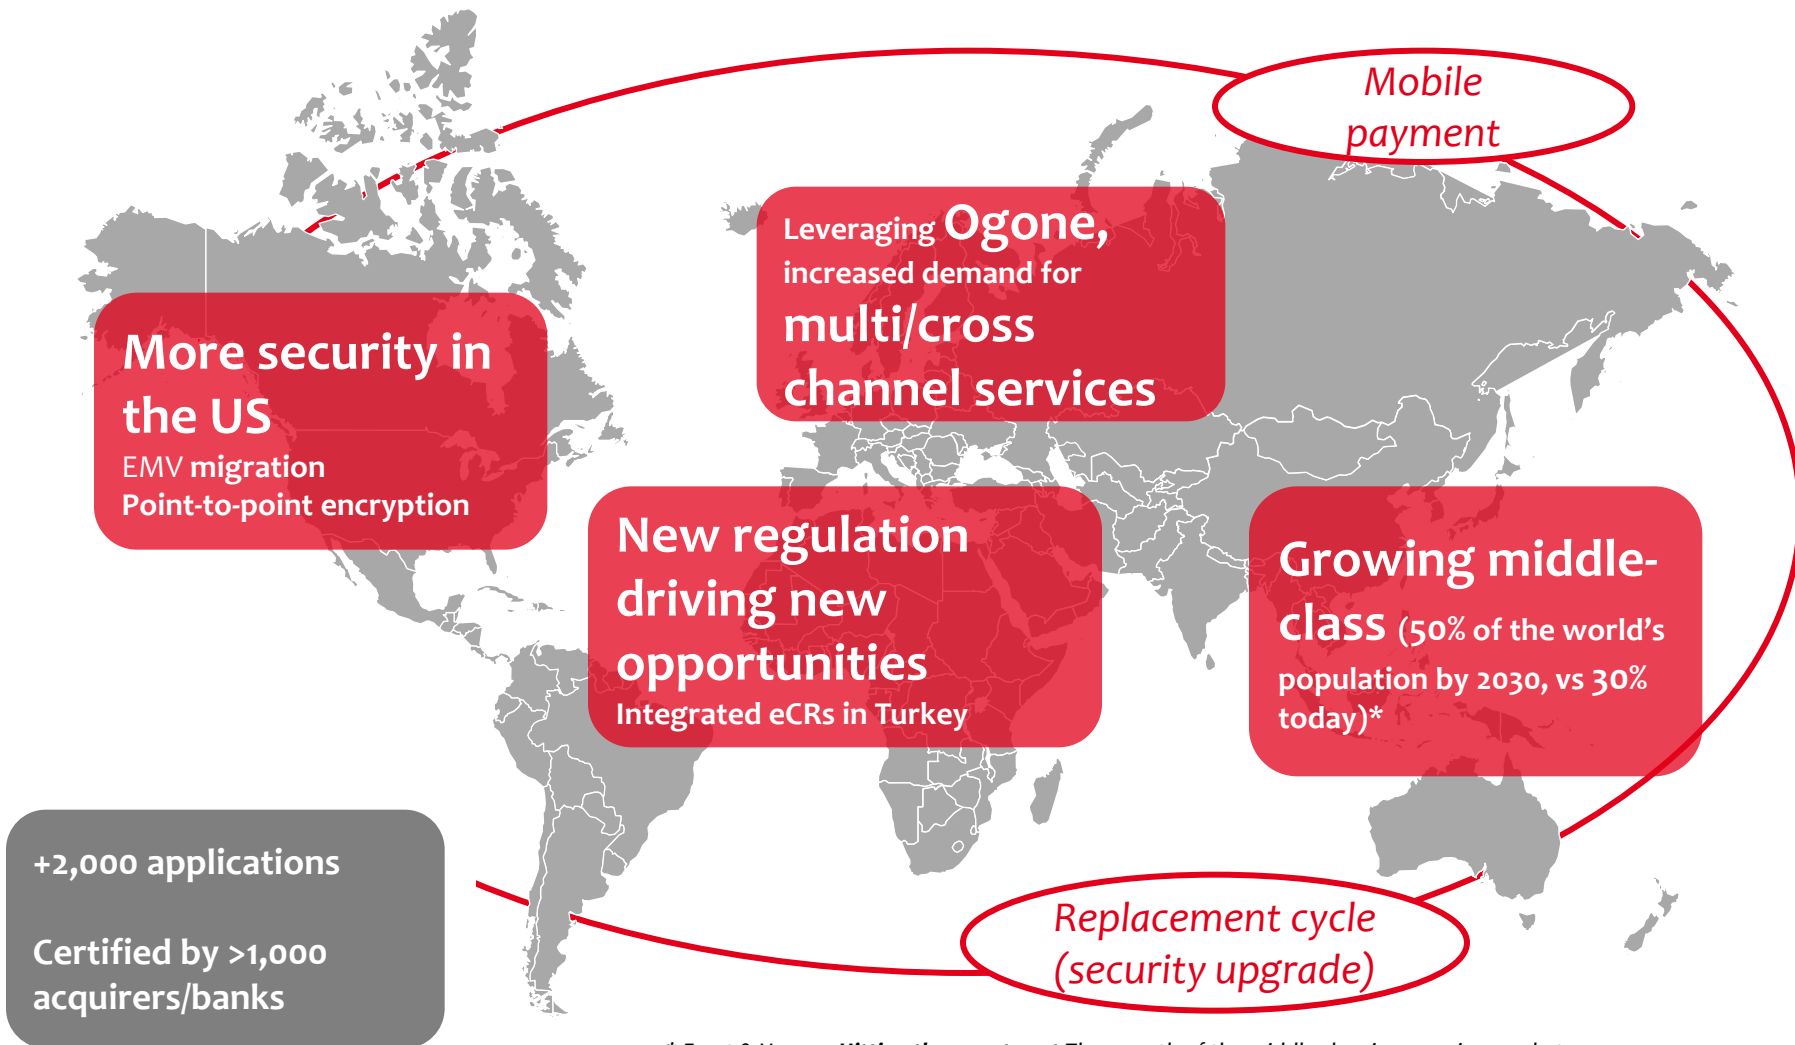 Mobile
payment
Leveraging Ogone,
increased demand for
multi/cross
channel services
More security in
the US
EMV migration
Point-to-point encryption
New regulation
driving new
opportunities
Integrated eCRs in Turkey
Growing middle-
class (50% of the world's
population by 2030, vs 30%
today)*
+2,000 applications
Certified by >1,000
acquirers/banks
Replacement cycle
(security upgrade)